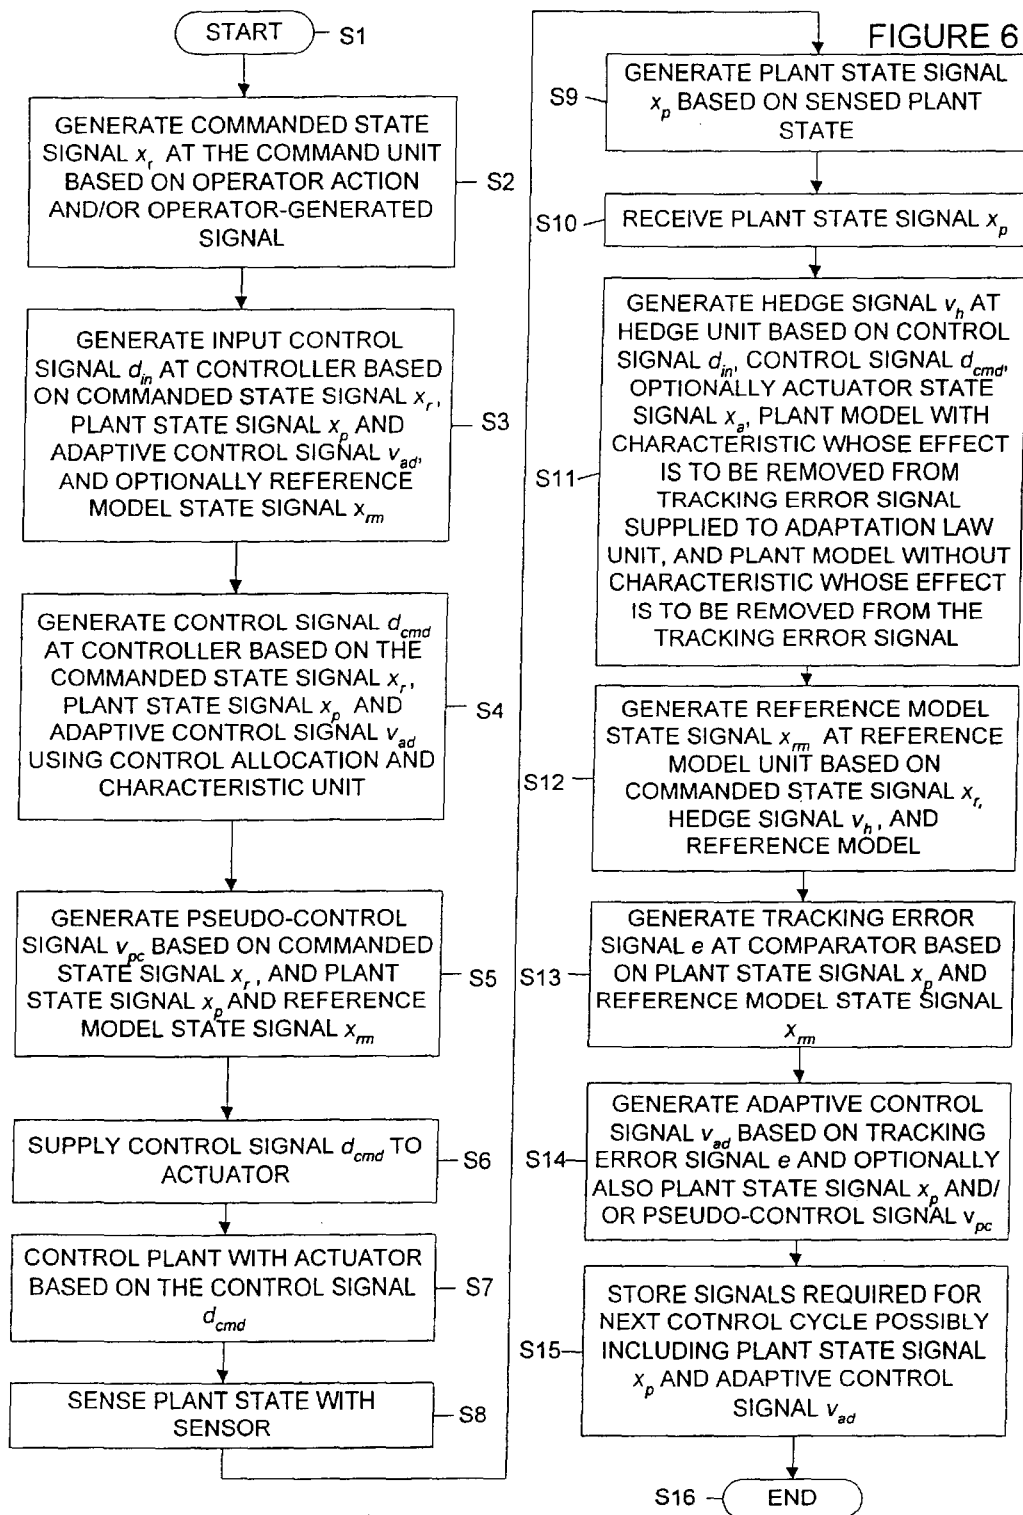 FIGURE 6
START
S1
GENERATE COMMANDED STATE
SIGNAL x_r AT THE COMMAND UNIT
BASED ON OPERATOR ACTION
AND/OR OPERATOR-GENERATED
SIGNAL
S2
GENERATE INPUT CONTROL
SIGNAL d_in AT CONTROLLER BASED
ON COMMANDED STATE SIGNAL x_r,
PLANT STATE SIGNAL x_p AND
ADAPTIVE CONTROL SIGNAL v_ad,
AND OPTIONALLY REFERENCE
MODEL STATE SIGNAL x_rm
S3
GENERATE CONTROL SIGNAL d_cmd
AT CONTROLLER BASED ON THE
COMMANDED STATE SIGNAL x_r,
PLANT STATE SIGNAL x_p AND
ADAPTIVE CONTROL SIGNAL v_ad
USING CONTROL ALLOCATION AND
CHARACTERISTIC UNIT
S4
GENERATE PSEUDO-CONTROL
SIGNAL v_pc BASED ON COMMANDED
STATE SIGNAL x_r, AND PLANT
STATE SIGNAL x_p AND REFERENCE
MODEL STATE SIGNAL x_rm
S5
SUPPLY CONTROL SIGNAL d_cmd TO
ACTUATOR
S6
CONTROL PLANT WITH ACTUATOR
BASED ON THE CONTROL SIGNAL
d_cmd
S7
SENSE PLANT STATE WITH
SENSOR
S8
GENERATE PLANT STATE SIGNAL
x_p BASED ON SENSED PLANT
STATE
S9
RECEIVE PLANT STATE SIGNAL x_p
S10
GENERATE HEDGE SIGNAL v_h AT
HEDGE UNIT BASED ON CONTROL
SIGNAL d_in, CONTROL SIGNAL d_cmd,
OPTIONALLY ACTUATOR STATE
SIGNAL x_a, PLANT MODEL WITH
CHARACTERISTIC WHOSE EFFECT
IS TO BE REMOVED FROM
TRACKING ERROR SIGNAL
SUPPLIED TO ADAPTATION LAW
UNIT, AND PLANT MODEL WITHOUT
CHARACTERISTIC WHOSE EFFECT
IS TO BE REMOVED FROM THE
TRACKING ERROR SIGNAL
S11
GENERATE REFERENCE MODEL
STATE SIGNAL x_rm AT REFERENCE
MODEL UNIT BASED ON
COMMANDED STATE SIGNAL x_r,
HEDGE SIGNAL v_h, AND
REFERENCE MODEL
S12
GENERATE TRACKING ERROR
SIGNAL e AT COMPARATOR BASED
ON PLANT STATE SIGNAL x_p AND
REFERENCE MODEL STATE SIGNAL
x_rm
S13
GENERATE ADAPTIVE CONTROL
SIGNAL v_ad BASED ON TRACKING
ERROR SIGNAL e AND OPTIONALLY
ALSO PLANT STATE SIGNAL x_p AND/
OR PSEUDO-CONTROL SIGNAL v_pc
S14
STORE SIGNALS REQUIRED FOR
NEXT COTNROL CYCLE POSSIBLY
INCLUDING PLANT STATE SIGNAL
x_p AND ADAPTIVE CONTROL
SIGNAL v_ad
S15
END
S16